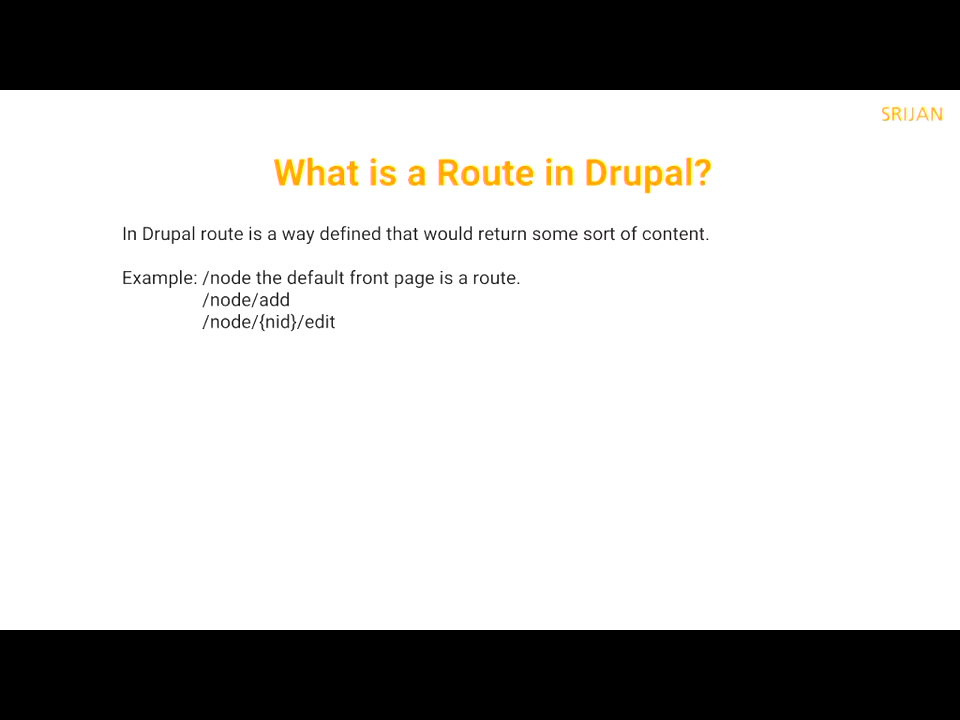 SRIJAN
What is a Route in Drupal?
In Drupal route is a way defined that would return some sort of content.
Example: /node the default front page is a route.
/node/add
/node/{nid}/edit